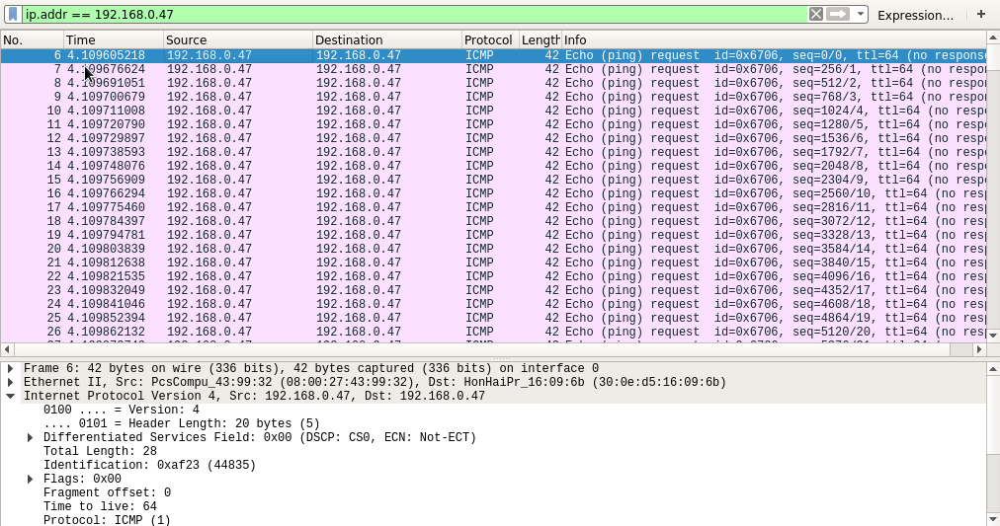 ip.addr == 192.168.0.47 Expression… +
No. Time Source Destination Protocol Length Info
6 4.109605218 192.168.0.47 192.168.0.47 ICMP 42 Echo (ping) request id=0x6706, seq=0/0, ttl=64 (no response
7 4.109676624 192.168.0.47 192.168.0.47 ICMP 42 Echo (ping) request id=0x6706, seq=256/1, ttl=64 (no resp
8 4.109691051 192.168.0.47 192.168.0.47 ICMP 42 Echo (ping) request id=0x6706, seq=512/2, ttl=64 (no resp
9 4.109700679 192.168.0.47 192.168.0.47 ICMP 42 Echo (ping) request id=0x6706, seq=768/3, ttl=64 (no resp
10 4.109711008 192.168.0.47 192.168.0.47 ICMP 42 Echo (ping) request id=0x6706, seq=1024/4, ttl=64 (no resp
11 4.109720790 192.168.0.47 192.168.0.47 ICMP 42 Echo (ping) request id=0x6706, seq=1280/5, ttl=64 (no resp
12 4.109729897 192.168.0.47 192.168.0.47 ICMP 42 Echo (ping) request id=0x6706, seq=1536/6, ttl=64 (no resp
13 4.109738593 192.168.0.47 192.168.0.47 ICMP 42 Echo (ping) request id=0x6706, seq=1792/7, ttl=64 (no resp
14 4.109748076 192.168.0.47 192.168.0.47 ICMP 42 Echo (ping) request id=0x6706, seq=2048/8, ttl=64 (no resp
15 4.109756909 192.168.0.47 192.168.0.47 ICMP 42 Echo (ping) request id=0x6706, seq=2304/9, ttl=64 (no resp
16 4.109766294 192.168.0.47 192.168.0.47 ICMP 42 Echo (ping) request id=0x6706, seq=2560/10, ttl=64 (no res
17 4.109775460 192.168.0.47 192.168.0.47 ICMP 42 Echo (ping) request id=0x6706, seq=2816/11, ttl=64 (no res
18 4.109784397 192.168.0.47 192.168.0.47 ICMP 42 Echo (ping) request id=0x6706, seq=3072/12, ttl=64 (no res
19 4.109794781 192.168.0.47 192.168.0.47 ICMP 42 Echo (ping) request id=0x6706, seq=3328/13, ttl=64 (no res
20 4.109803839 192.168.0.47 192.168.0.47 ICMP 42 Echo (ping) request id=0x6706, seq=3584/14, ttl=64 (no res
21 4.109812638 192.168.0.47 192.168.0.47 ICMP 42 Echo (ping) request id=0x6706, seq=3840/15, ttl=64 (no res
22 4.109821535 192.168.0.47 192.168.0.47 ICMP 42 Echo (ping) request id=0x6706, seq=4096/16, ttl=64 (no res
23 4.109832049 192.168.0.47 192.168.0.47 ICMP 42 Echo (ping) request id=0x6706, seq=4352/17, ttl=64 (no res
24 4.109841046 192.168.0.47 192.168.0.47 ICMP 42 Echo (ping) request id=0x6706, seq=4608/18, ttl=64 (no res
25 4.109852394 192.168.0.47 192.168.0.47 ICMP 42 Echo (ping) request id=0x6706, seq=4864/19, ttl=64 (no res
26 4.109862132 192.168.0.47 192.168.0.47 ICMP 42 Echo (ping) request id=0x6706, seq=5120/20, ttl=64 (no res
Frame 6: 42 bytes on wire (336 bits), 42 bytes captured (336 bits) on interface 0
Ethernet II, Src: PcsCompu_43:99:32 (08:00:27:43:99:32), Dst: HonHaiPr_16:09:6b (30:0e:d5:16:09:6b)
Internet Protocol Version 4, Src: 192.168.0.47, Dst: 192.168.0.47
0100 .... = Version: 4
.... 0101 = Header Length: 20 bytes (5)
Differentiated Services Field: 0x00 (DSCP: CS0, ECN: Not-ECT)
Total Length: 28
Identification: 0xaf23 (44835)
Flags: 0x00
Fragment offset: 0
Time to live: 64
Protocol: ICMP (1)